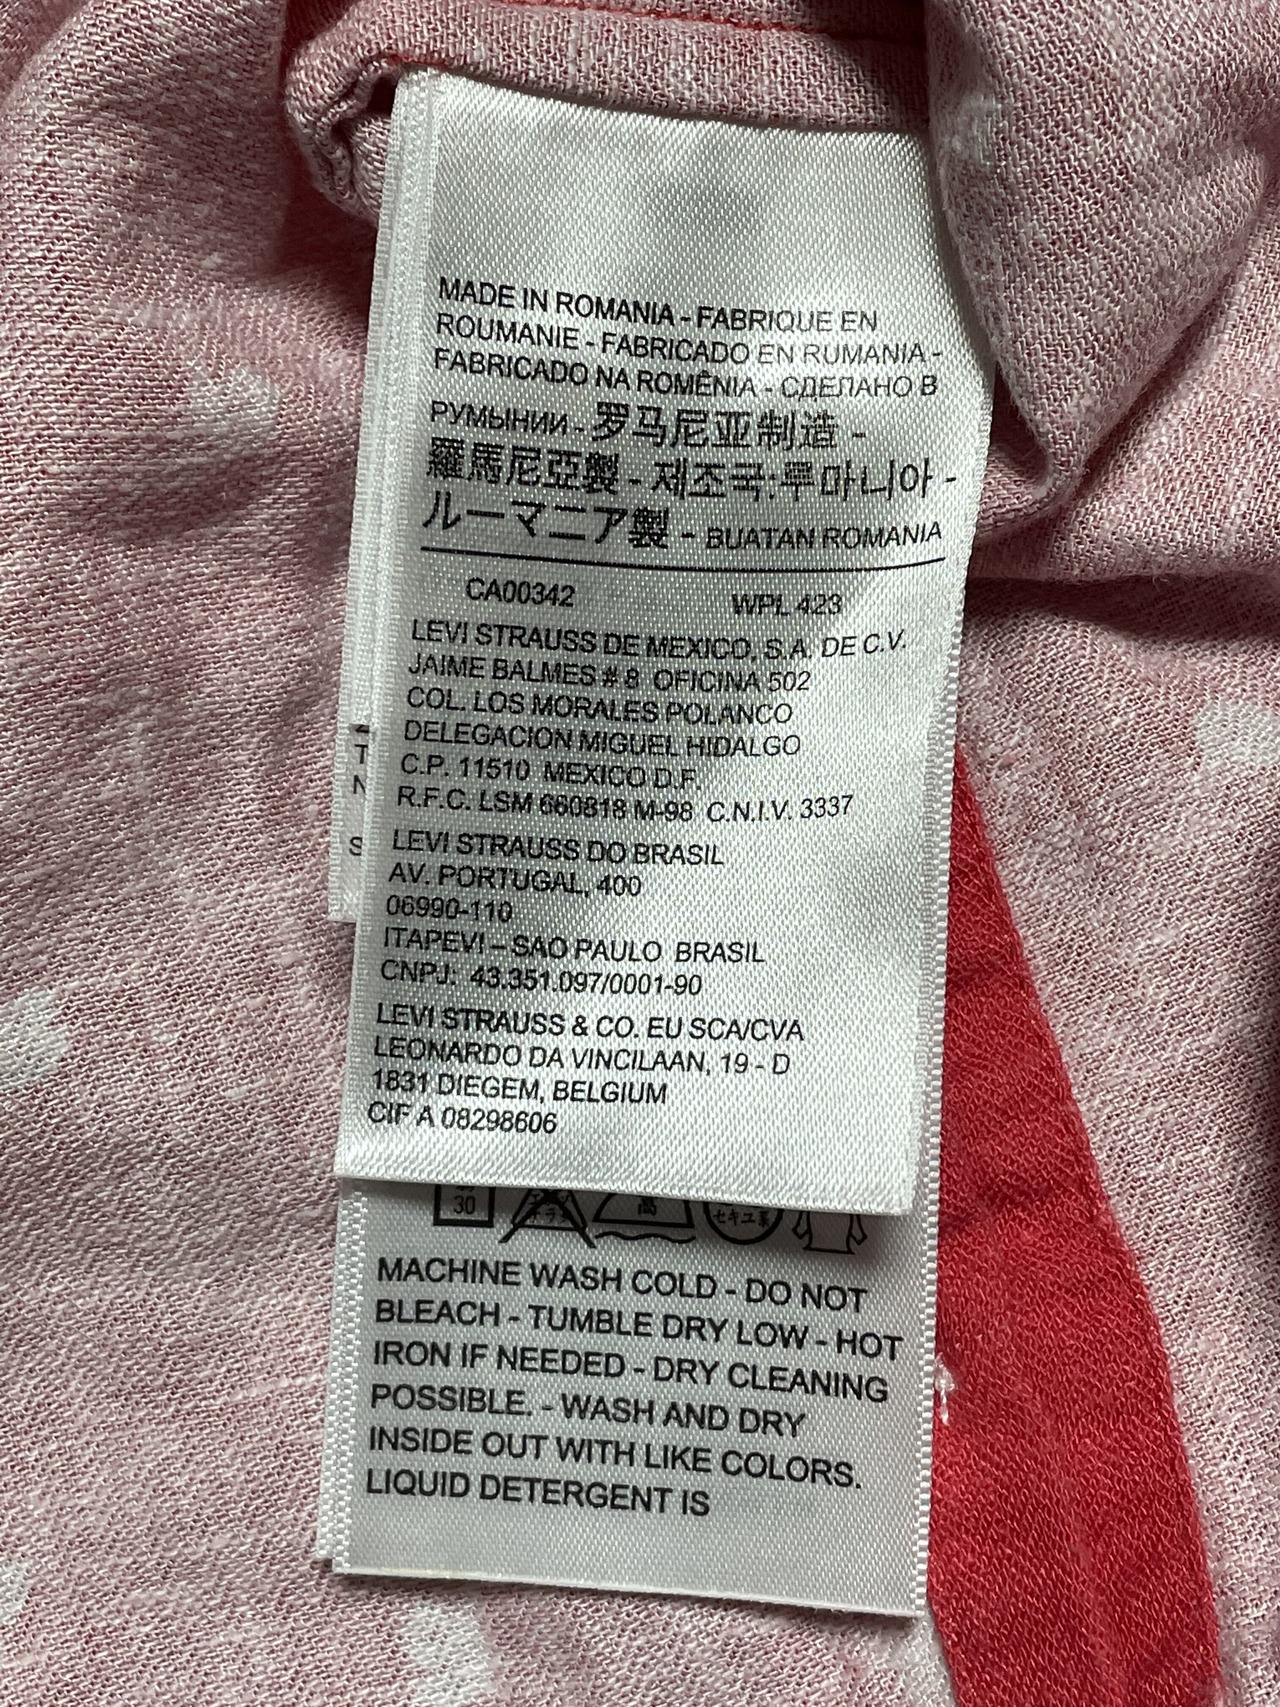 MADE IN ROMANIA - FABRIQUE EN
ROUMANIE - FABRICADO EN RUMANIA -
FABRICADO NA ROMÊNIA - СДЕЛАНО В
РУМЫНИИ - 罗马尼亚制造 -
羅馬尼亞製 - 제조국:루마니아 -
ルーマニア製 - BUATAN ROMANIA
CA00342 WPL 423
LEVI STRAUSS DE MEXICO, S.A. DE C.V.
JAIME BALMES # 8 OFICINA 502
COL. LOS MORALES POLANCO
DELEGACION MIGUEL HIDALGO
C.P. 11510 MEXICO D.F.
R.F.C. LSM 660818 M-98 C.N.I.V. 3337
LEVI STRAUSS DO BRASIL
AV. PORTUGAL, 400
06990-110
ITAPEVI – SAO PAULO BRASIL
CNPJ: 43.351.097/0001-90
LEVI STRAUSS & CO. EU SCA/CVA
LEONARDO DA VINCILAAN, 19 - D
1831 DIEGEM, BELGIUM
CIF A 08298606
T
N
S
30 高 セキユ系
MACHINE WASH COLD - DO NOT
BLEACH - TUMBLE DRY LOW - HOT
IRON IF NEEDED - DRY CLEANING
POSSIBLE. - WASH AND DRY
INSIDE OUT WITH LIKE COLORS.
LIQUID DETERGENT IS